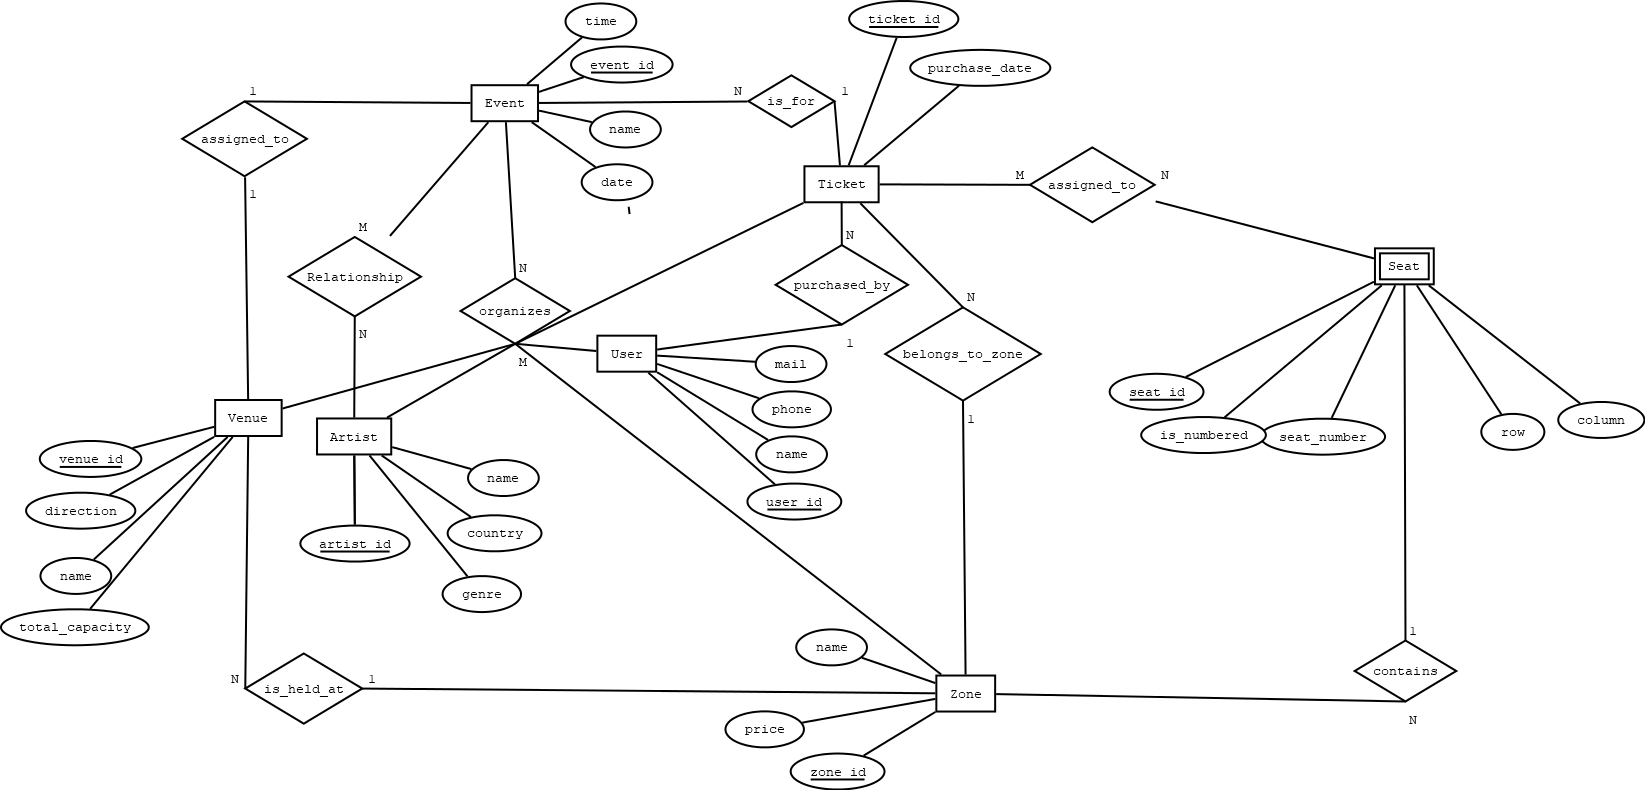 time
ticket_id
event_id
purchase_date
1
N
1
Event
is_for
name
assigned_to
date
Ticket
M
N
assigned_to
1
M
N
Relationship
N
organizes
purchased_by
N
Seat
N
M
User
1
belongs_to_zone
mail
phone
name
user_id
seat_id
is_numbered
seat_number
row
column
1
Venue
Artist
venue_id
direction
name
total_capacity
name
country
artist_id
genre
N
is_held_at
1
name
Zone
price
zone_id
1
contains
N